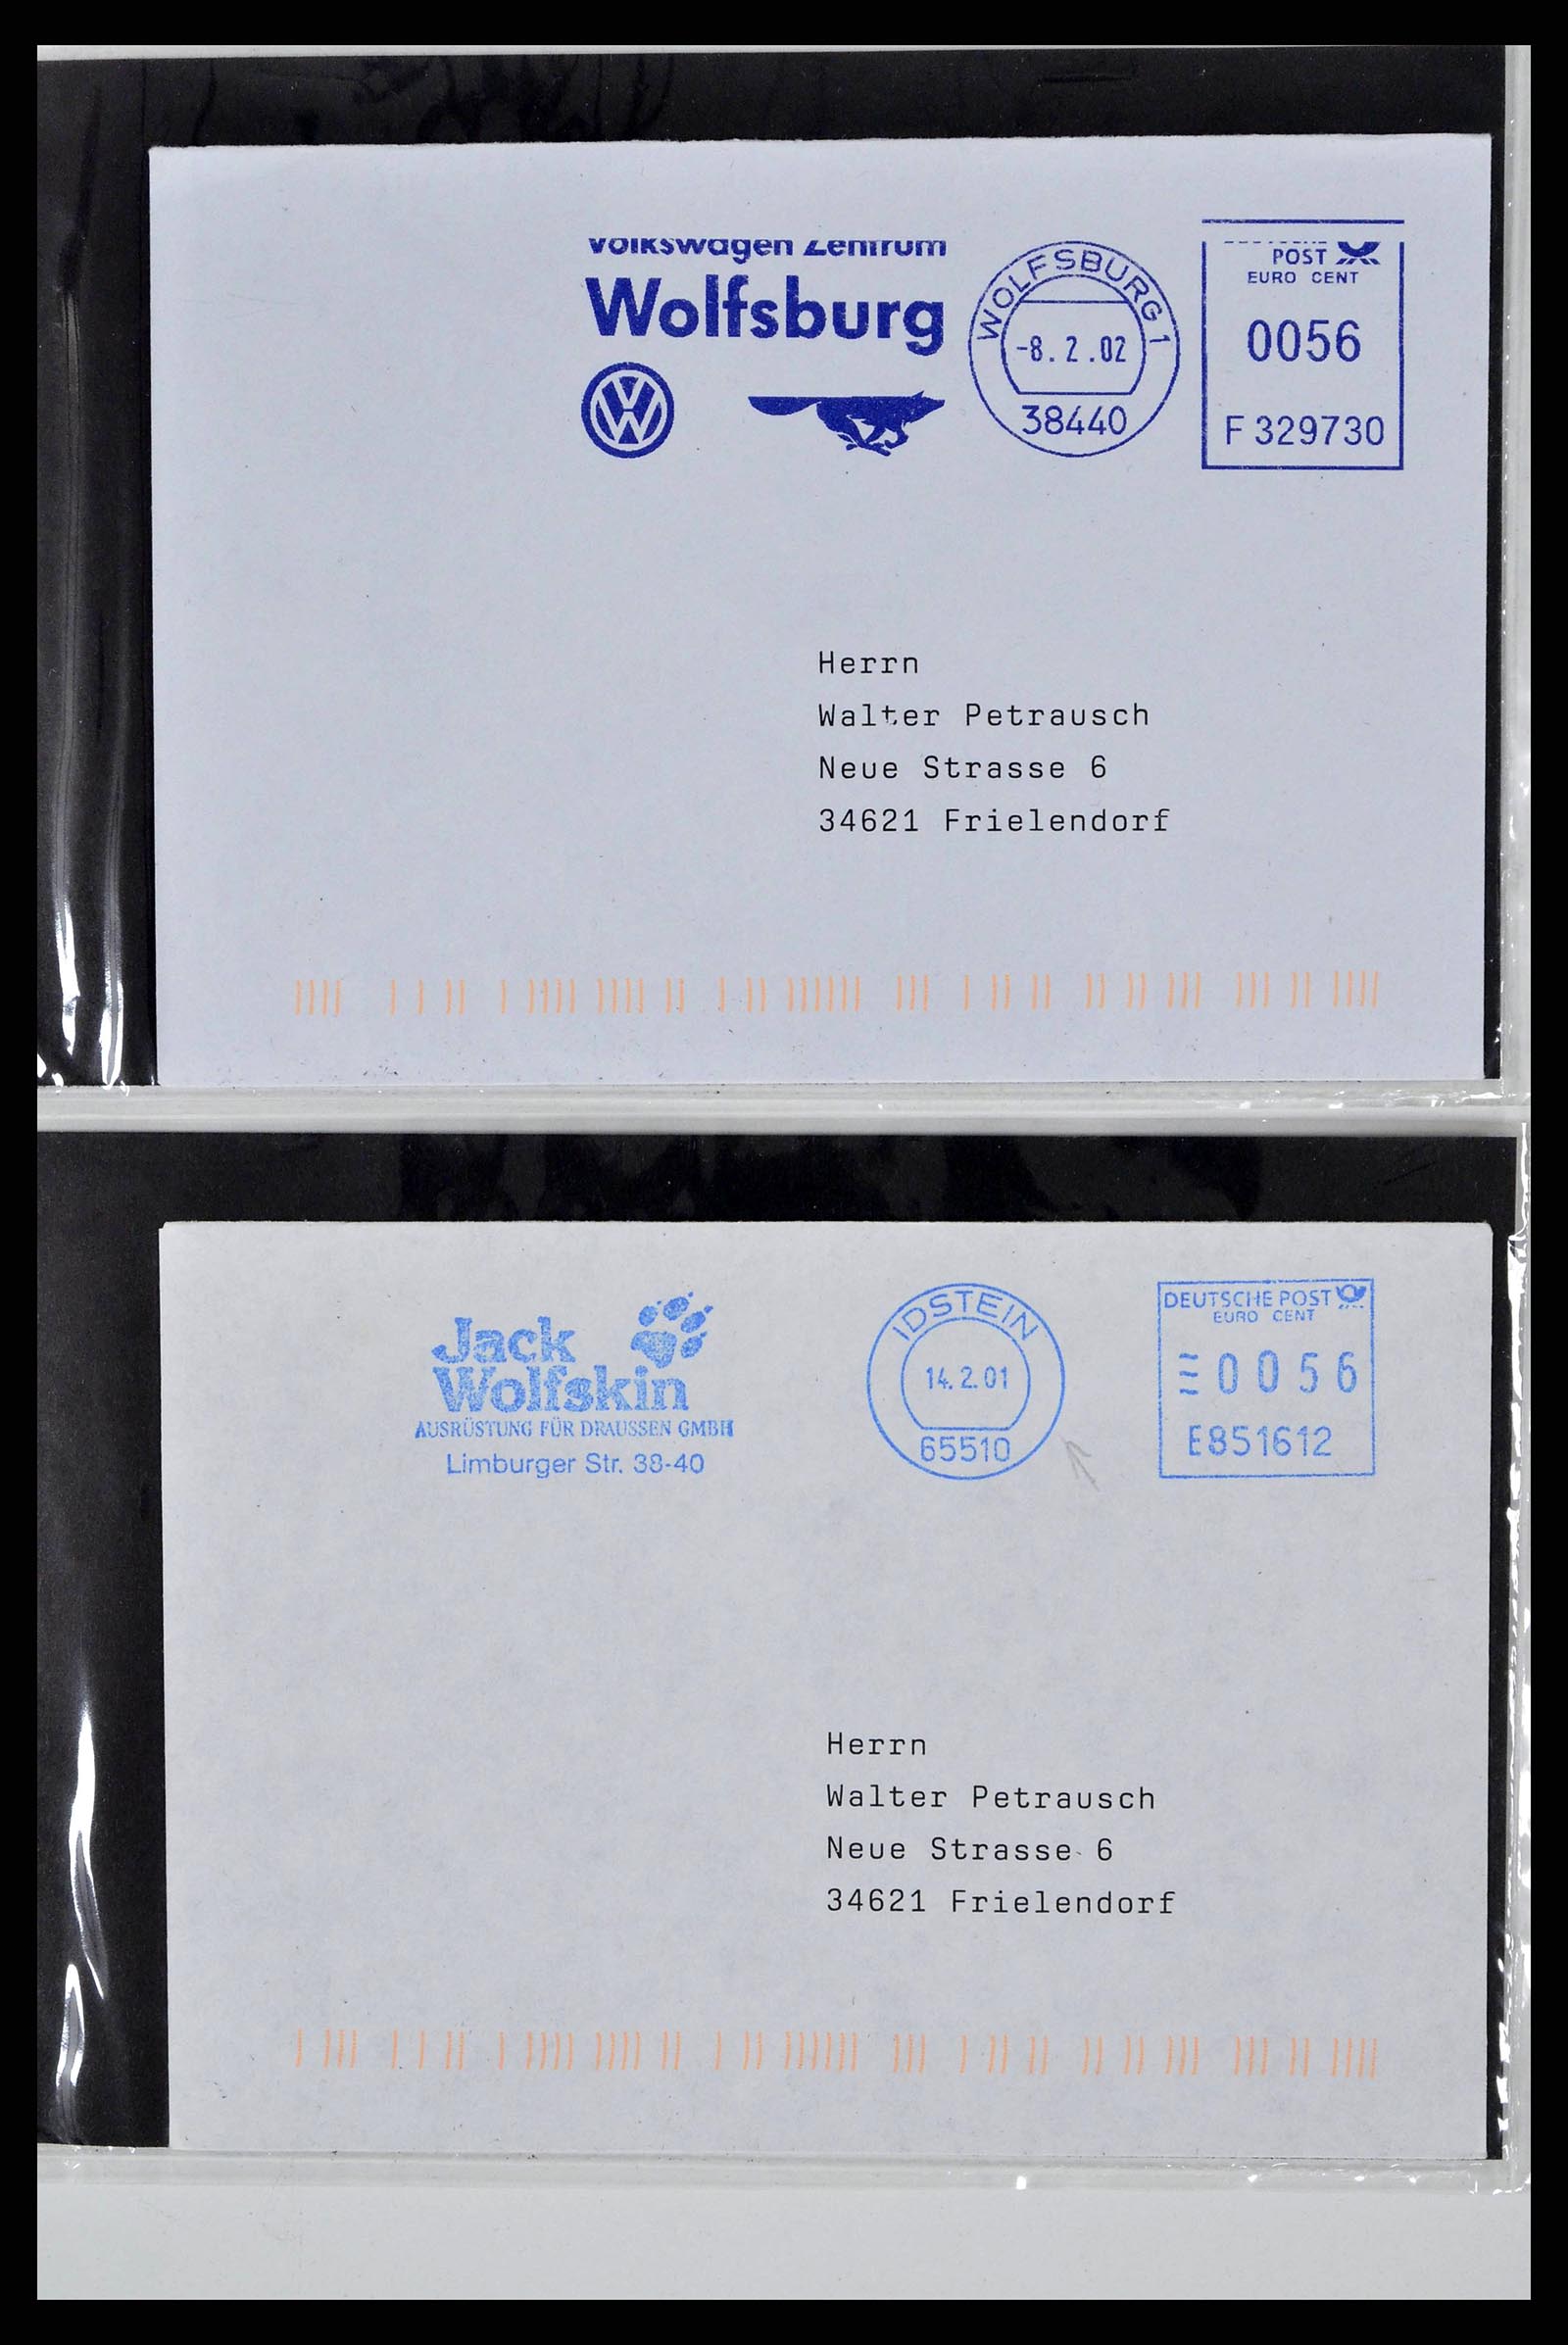 Volkswagen Zentrum
Wolfsburg
VW
WOLFSBURG 1
-8.2.02
38440
POST
EURO CENT
0056
F 329730
Herrn
Walter Petrausch
Neue Strasse 6
34621 Frielendorf
Jack
Wolfskin
AUSRÜSTUNG FÜR DRAUSSEN GMBH
Limburger Str. 38-40
IDSTEIN
14.2.01
65510
DEUTSCHE POST
EURO CENT
0056
E851612
Herrn
Walter Petrausch
Neue Strasse 6
34621 Frielendorf